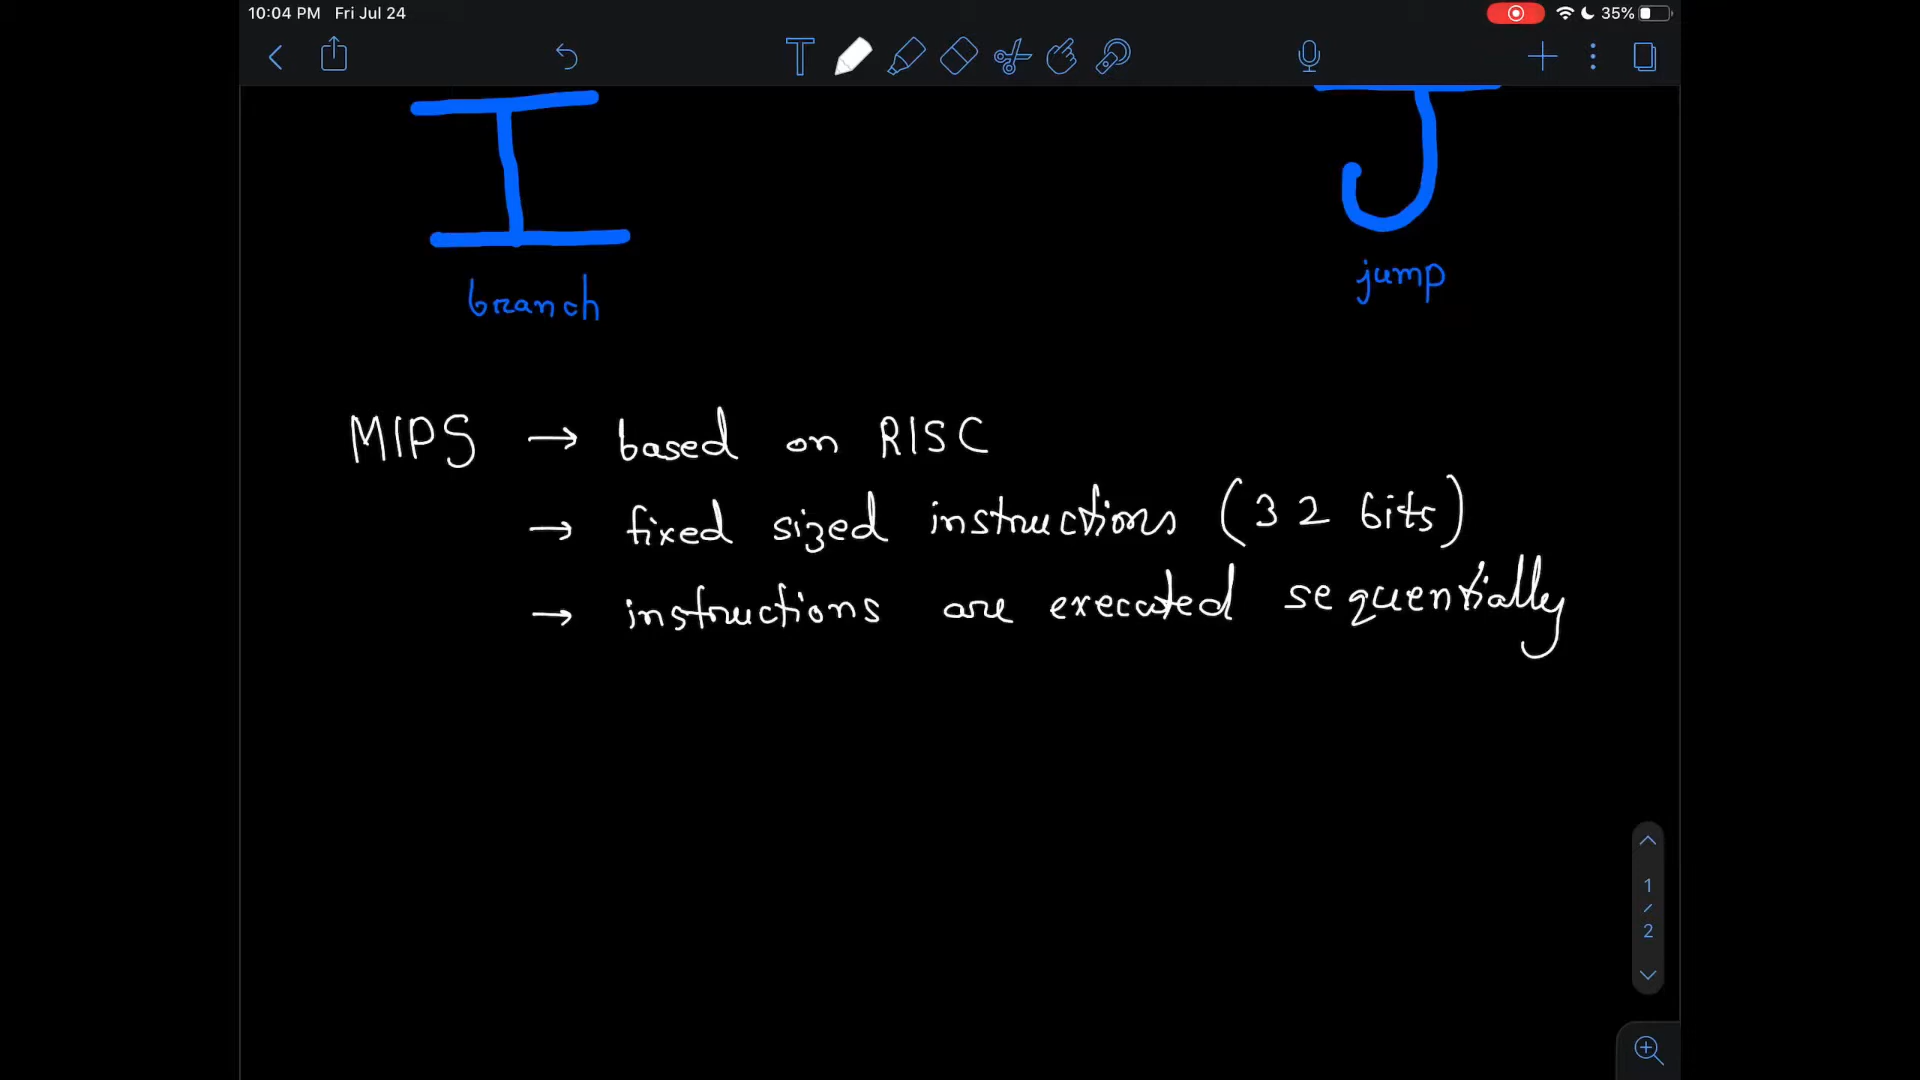 10:04 PM Fri Jul 24
35%
I
J
branch
jump
MIPS → based on RISC
→ fixed sized instructions (32 bits)
→ instructions are executed sequentially
1
/
2